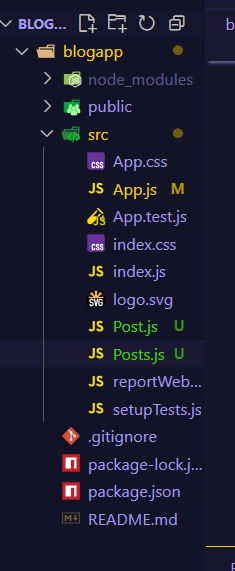 BLOG...
blogapp
node_modules
public
src
App.css
App.js M
App.test.js
index.css
index.js
logo.svg
Post.js U
Posts.js U
reportWeb...
setupTests.js
.gitignore
package-lock.j...
package.json
README.md